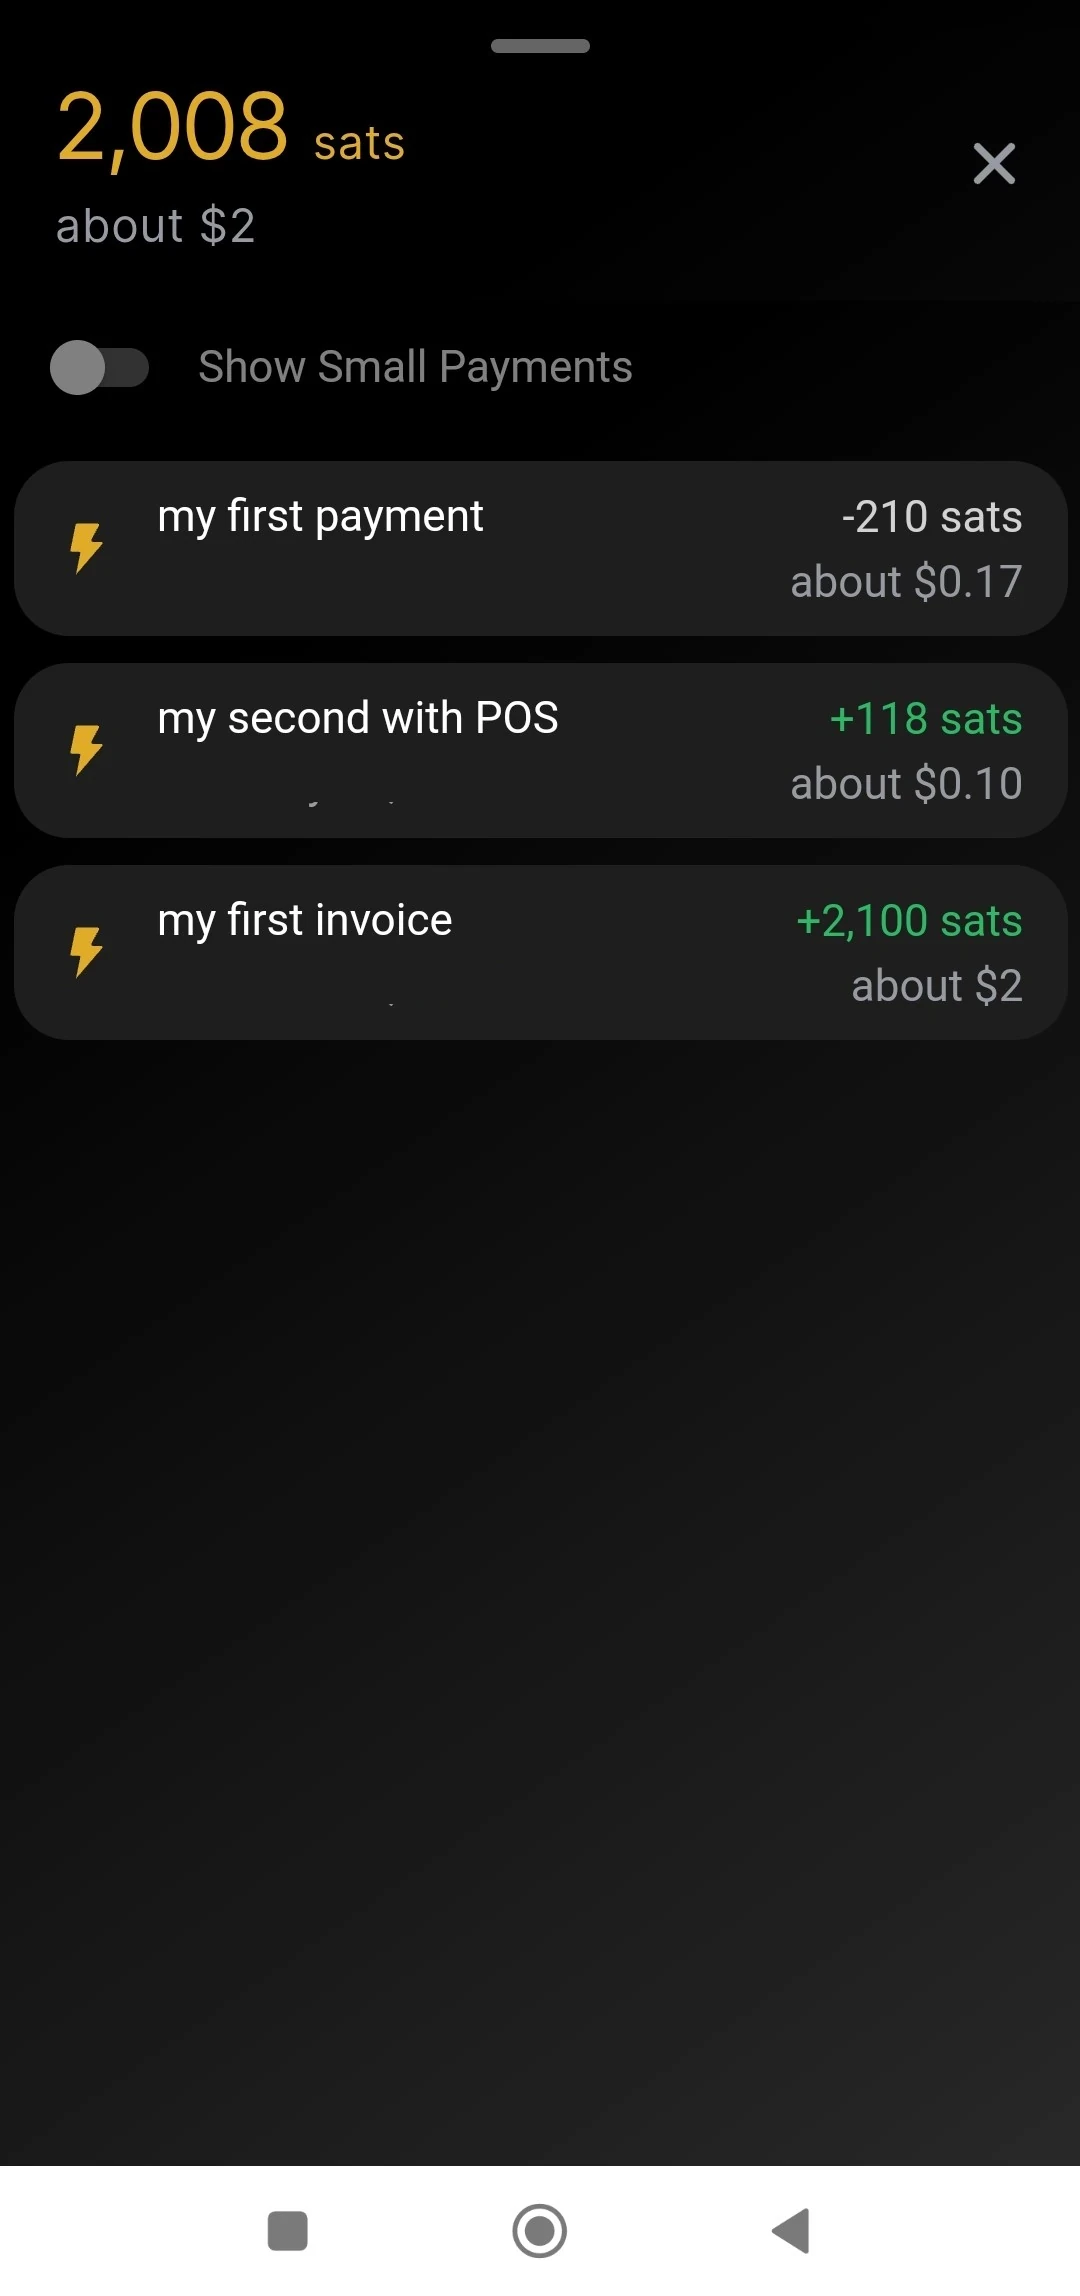 2,008 sats
about $2
Show Small Payments
my first payment
-210 sats
about $0.17
my second with POS
+118 sats
about $0.10
my first invoice
+2,100 sats
about $2